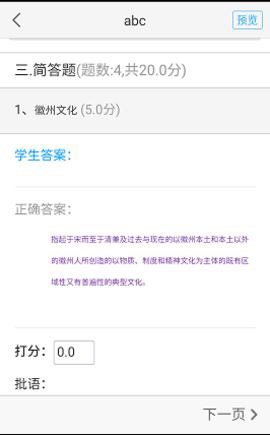 abc
预览
三.简答题(题数:4,共20.0分)
1、徽州文化 (5.0分)
学生答案：
正确答案：
指起于宋而至于清兼及过去与现在的以徽州本土和本土以外
的徽州人所创造的以物质、制度和精神文化为主体的既有区
域性又有普遍性的典型文化。
打分： 0.0
批语：
下一页